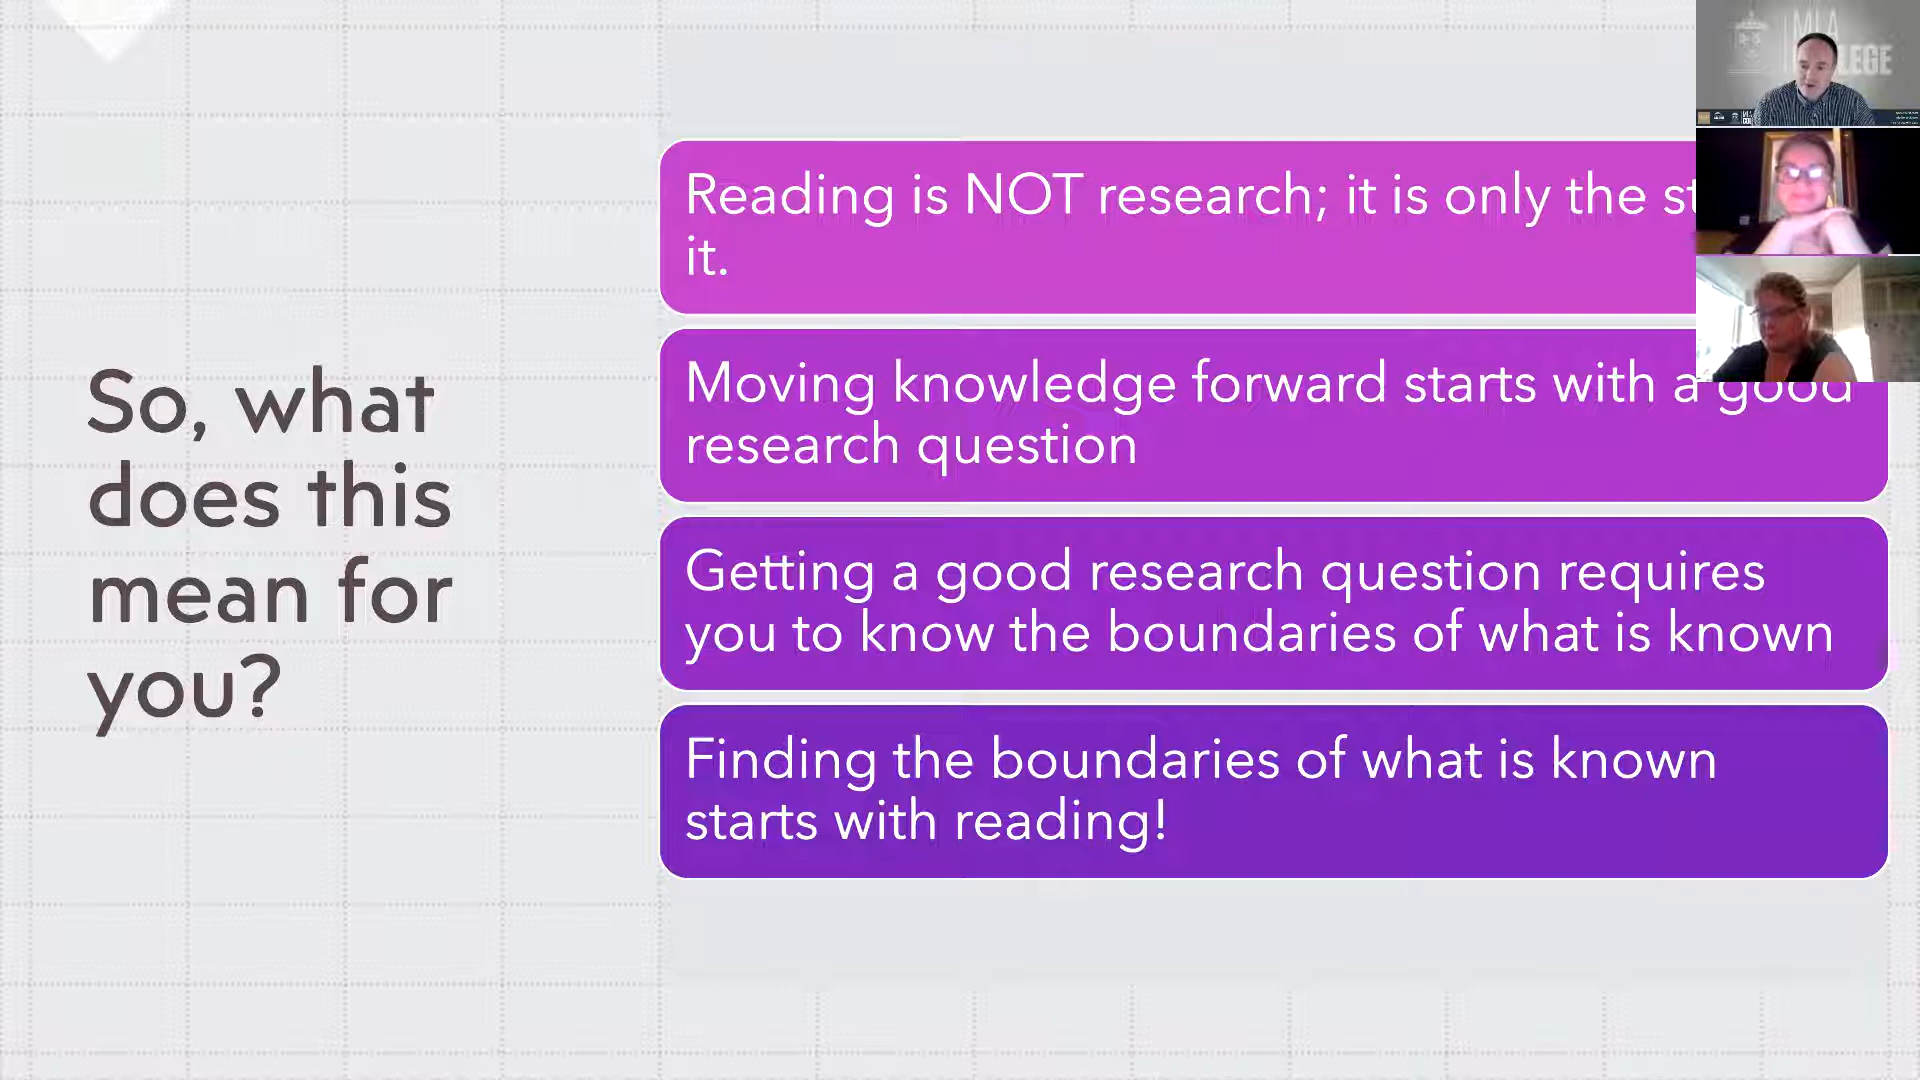 So, what
does this
mean for
you?
Reading is NOT research; it is only the
it.
Moving knowledge forward starts with a good
research question
Getting a good research question requires
you to know the boundaries of what is known
Finding the boundaries of what is known
starts with reading!
MLA